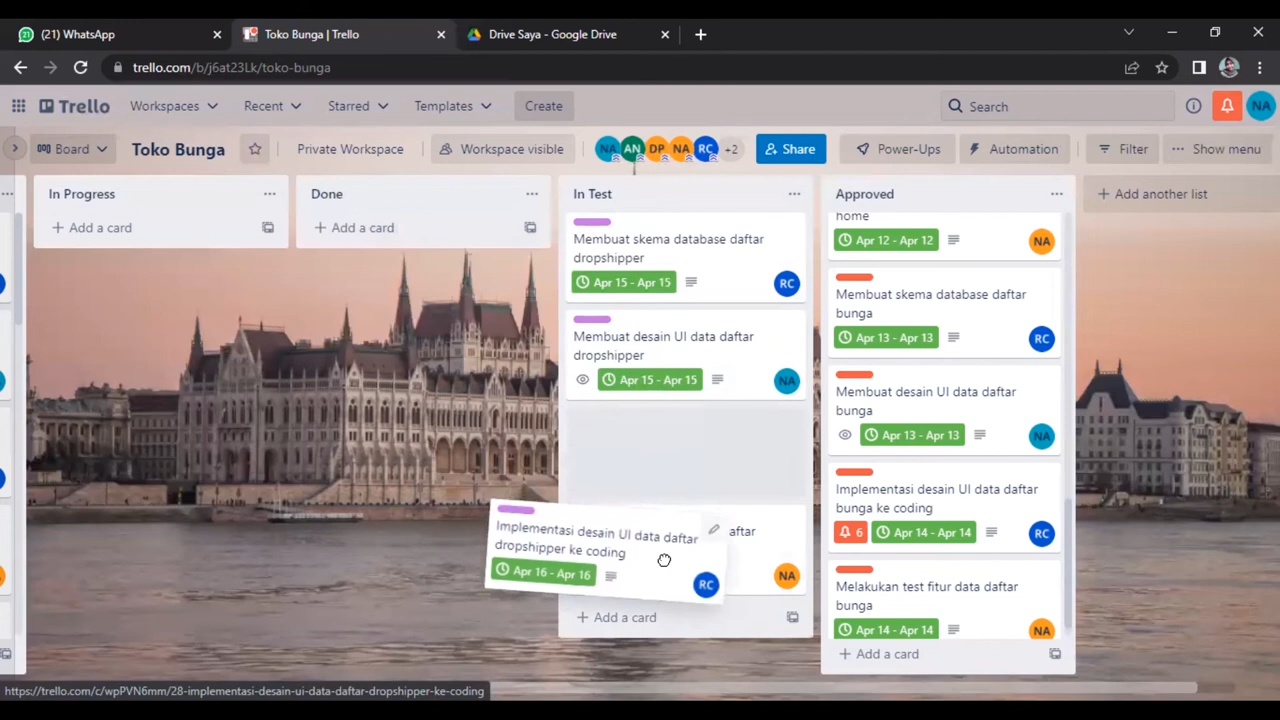 21
(21) WhatsApp
Toko Bunga | Trello
Drive Saya - Google Drive
trello.com/b/j6at23Lk/toko-bunga
Trello
Workspaces
Recent
Starred
Templates
Create
Search
NA
Board
Toko Bunga
Private Workspace
Workspace visible
NA
AN
DP
NA
RC
+2
Share
Power-Ups
Automation
Filter
Show menu
In Progress
Add a card
Done
Add a card
In Test
Membuat skema database daftar
dropshipper
Apr 15 - Apr 15
RC
Membuat desain UI data daftar
dropshipper
Apr 15 - Apr 15
NA
Implementasi desain UI data daftar
dropshipper ke coding
Apr 16 - Apr 16
RC
aftar
NA
Add a card
Approved
home
Apr 12 - Apr 12
NA
Membuat skema database daftar
bunga
Apr 13 - Apr 13
RC
Membuat desain UI data daftar
bunga
Apr 13 - Apr 13
NA
Implementasi desain UI data daftar
bunga ke coding
6
Apr 14 - Apr 14
RC
Melakukan test fitur data daftar
bunga
Apr 14 - Apr 14
NA
Add a card
Add another list
https://trello.com/c/wpPVN6mm/28-implementasi-desain-ui-data-daftar-dropshipper-ke-coding